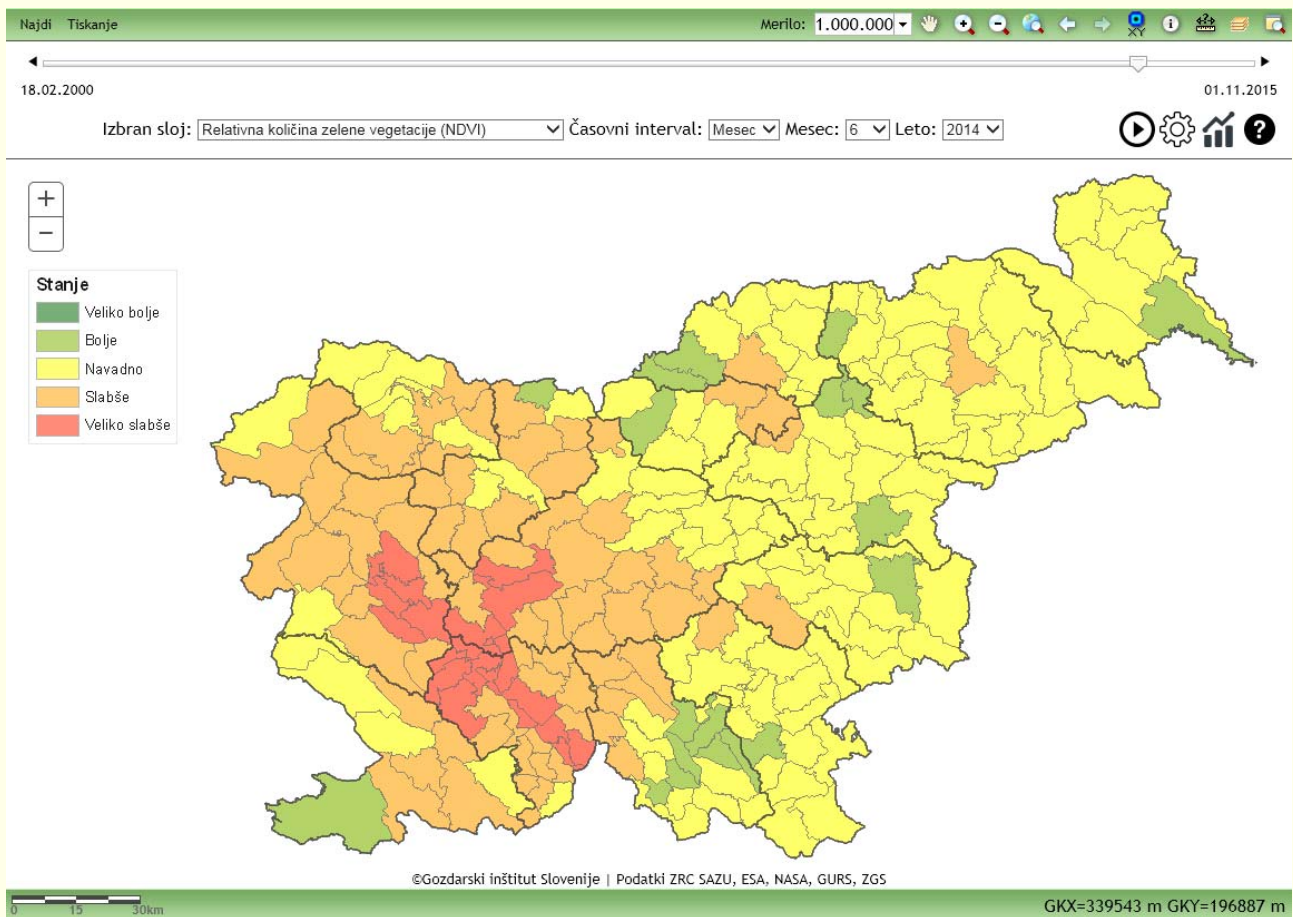 Najdi Tiskanje Merilo: 1.000.000 XY i
18.02.2000 01.11.2015
Izbran sloj: Relativna količina zelene vegetacije (NDVI) Časovni interval: Mesec Mesec: 6 Leto: 2014 ?
+
−
Stanje
Veliko bolje
Bolje
Navadno
Slabše
Veliko slabše
©Gozdarski inštitut Slovenije | Podatki ZRC SAZU, ESA, NASA, GURS, ZGS
0 15 30km GKX=339543 m GKY=196887 m